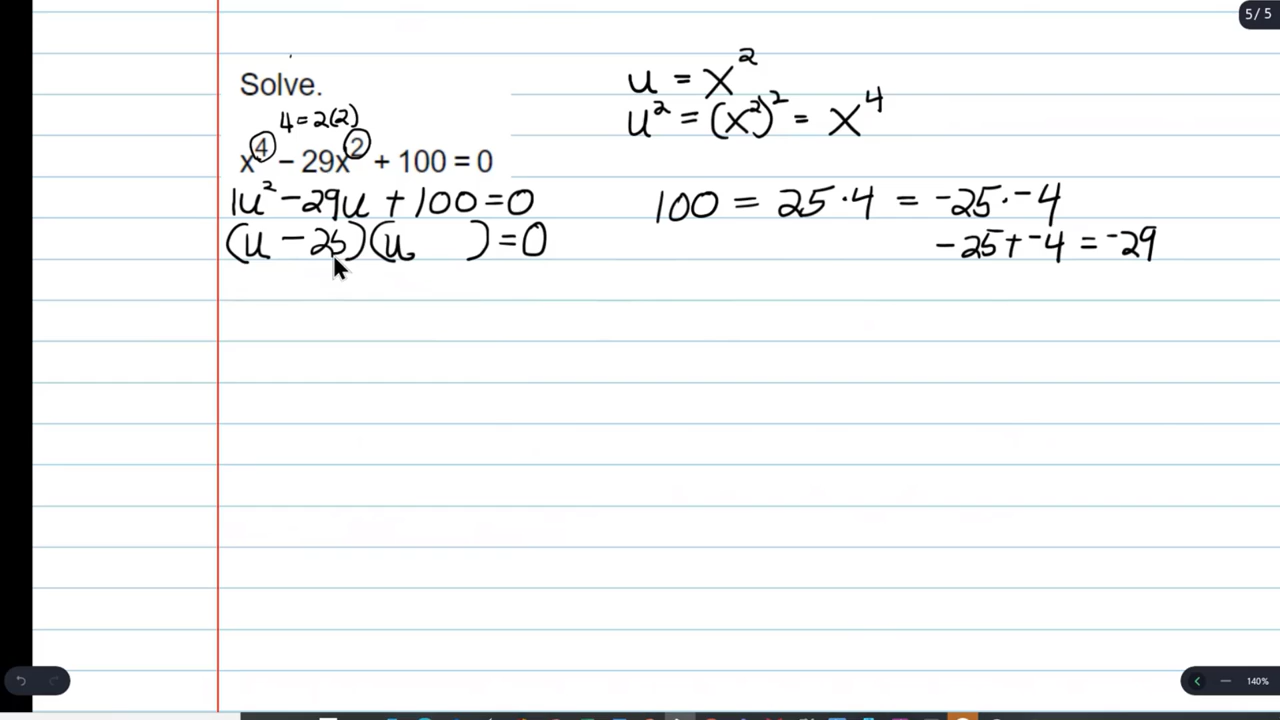 5 / 5
Solve.
4 = 2(2)
x⁴ − 29x² + 100 = 0
1u² − 29u + 100 = 0
(u − 25)(u   ) = 0
u = x²
u² = (x²)² = x⁴
100 = 25 · 4 = -25 · -4
-25 + -4 = -29
140%